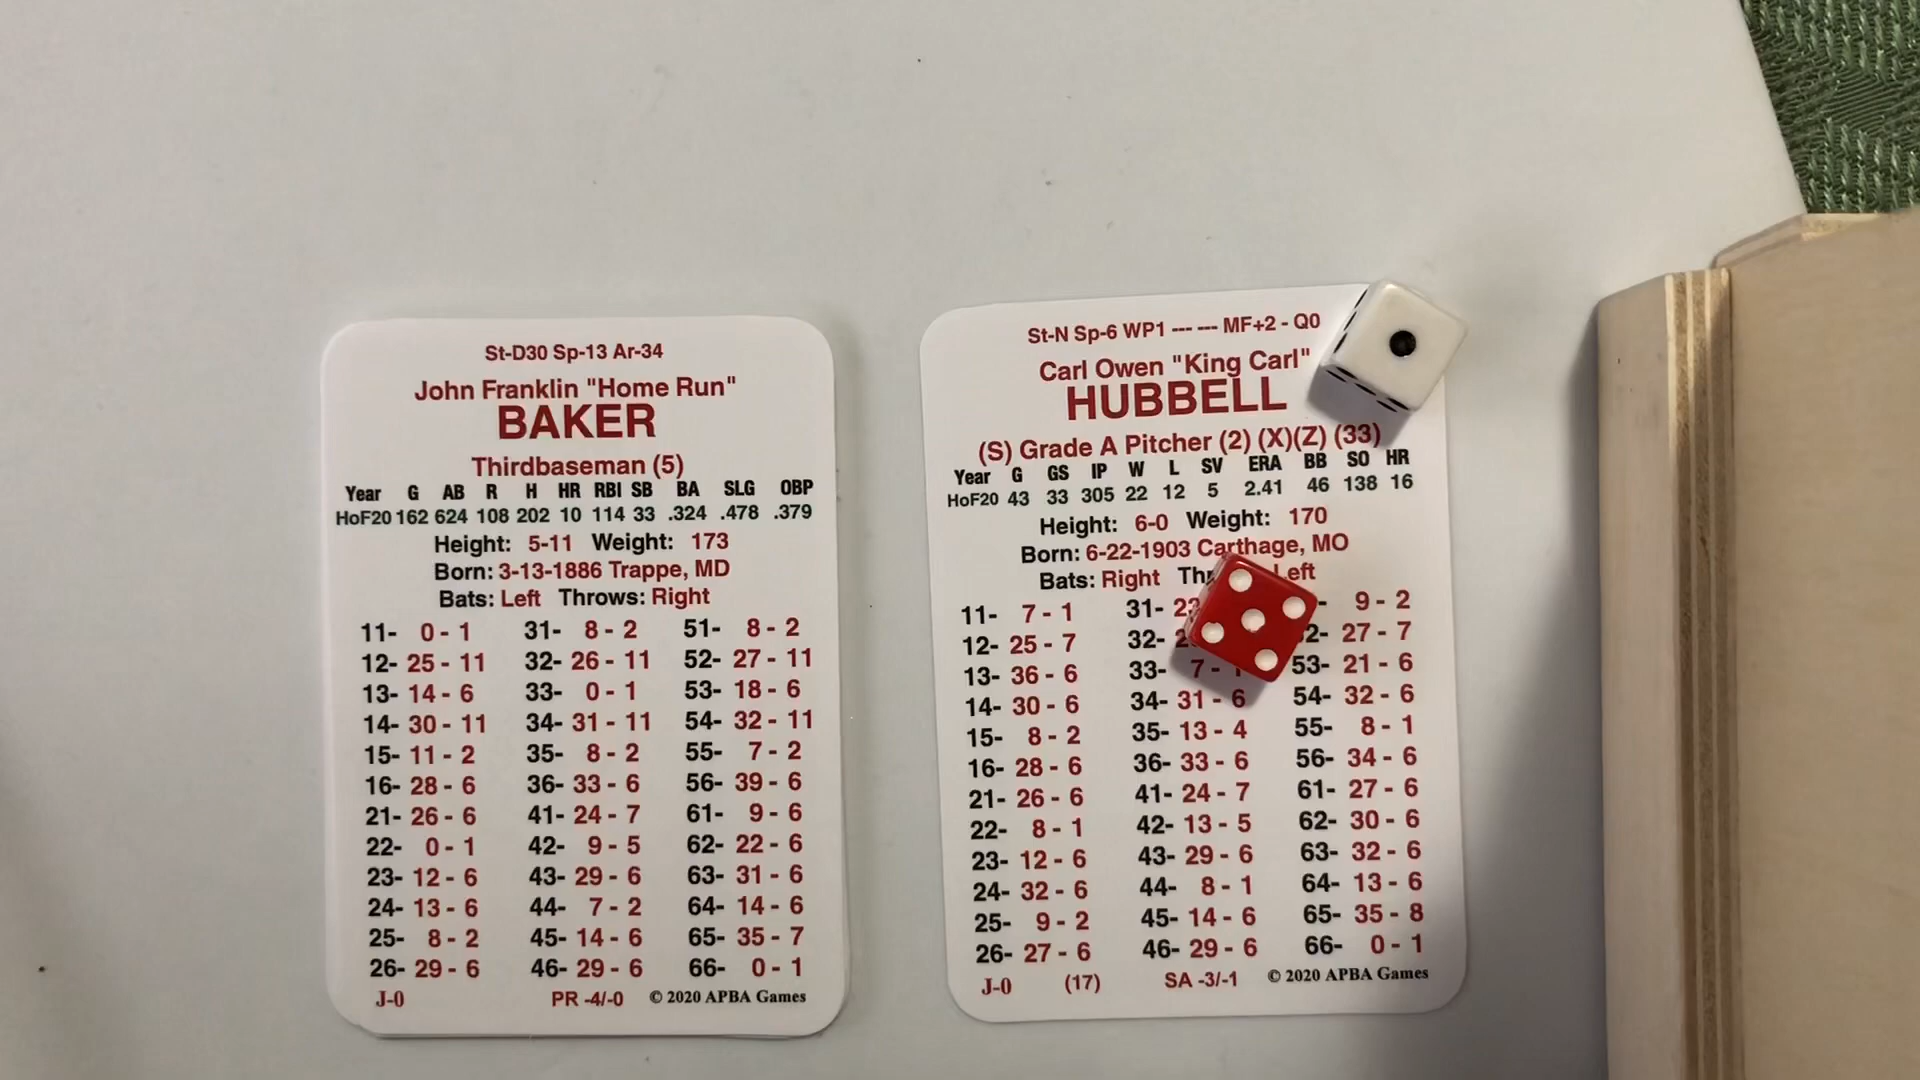 St-D30 Sp-13 Ar-34
John Franklin "Home Run"
BAKER
Thirdbaseman (5)
Year G AB R H HR RBI SB BA SLG OBP
HoF20 162 624 108 202 10 114 33 .324 .478 .379
Height: 5-11 Weight: 173
Born: 3-13-1886 Trappe, MD
Bats: Left Throws: Right
11- 0 - 1 31- 8 - 2 51- 8 - 2
12- 25 - 11 32- 26 - 11 52- 27 - 11
13- 14 - 6 33- 0 - 1 53- 18 - 6
14- 30 - 11 34- 31 - 11 54- 32 - 11
15- 11 - 2 35- 8 - 2 55- 7 - 2
16- 28 - 6 36- 33 - 6 56- 39 - 6
21- 26 - 6 41- 24 - 7 61- 9 - 6
22- 0 - 1 42- 9 - 5 62- 22 - 6
23- 12 - 6 43- 29 - 6 63- 31 - 6
24- 13 - 6 44- 7 - 2 64- 14 - 6
25- 8 - 2 45- 14 - 6 65- 35 - 7
26- 29 - 6 46- 29 - 6 66- 0 - 1
J-0 PR -4/-0 © 2020 APBA Games
St-N Sp-6 WP1 --- --- MF+2 - Q0
Carl Owen "King Carl"
HUBBELL
(S) Grade A Pitcher (2) (X)(Z) (33)
Year G GS IP W L SV ERA BB SO HR
HoF20 43 33 305 22 12 5 2.41 46 138 16
Height: 6-0 Weight: 170
Born: 6-22-1903 Carthage, MO
Bats: Right Left
11- 7 - 1 31- 9 - 2
12- 25 - 7 32- 27 - 7
13- 36 - 6 33- 7 - 53- 21 - 6
14- 30 - 6 34- 31 - 6 54- 32 - 6
15- 8 - 2 35- 13 - 4 55- 8 - 1
16- 28 - 6 36- 33 - 6 56- 34 - 6
21- 26 - 6 41- 24 - 7 61- 27 - 6
22- 8 - 1 42- 13 - 5 62- 30 - 6
23- 12 - 6 43- 29 - 6 63- 32 - 6
24- 32 - 6 44- 8 - 1 64- 13 - 6
25- 9 - 2 45- 14 - 6 65- 35 - 8
26- 27 - 6 46- 29 - 6 66- 0 - 1
J-0 (17) SA -3/-1 © 2020 APBA Games